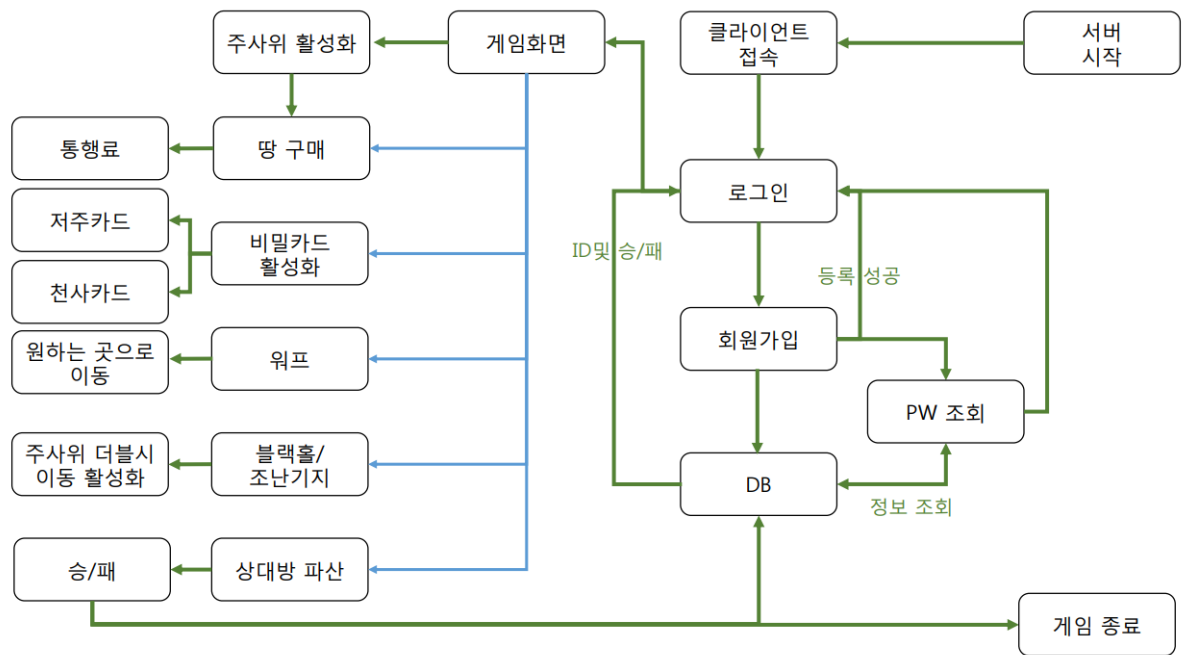 주사위 활성화
게임화면
클라이언트
접속
서버
시작
통행료
땅 구매
로그인
저주카드
비밀카드
활성화
ID및 승/패
등록 성공
천사카드
원하는 곳으로
이동
워프
회원가입
PW 조회
주사위 더블시
이동 활성화
블랙홀/
조난기지
DB
정보 조회
승/패
상대방 파산
게임 종료